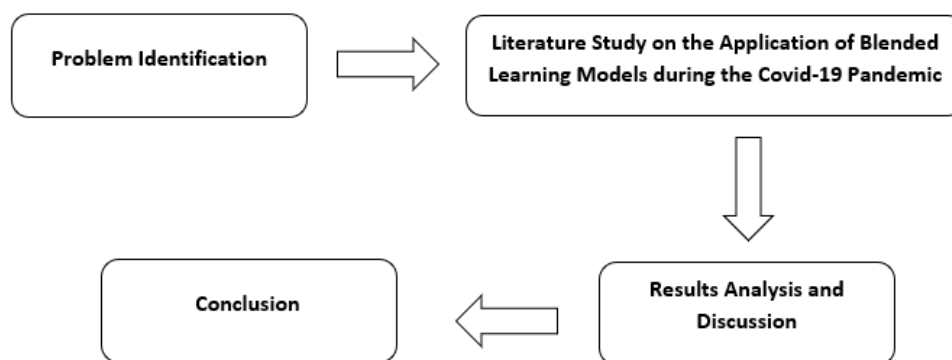 Problem Identification
Literature Study on the Application of Blended
Learning Models during the Covid-19 Pandemic
Results Analysis and
Discussion
Conclusion